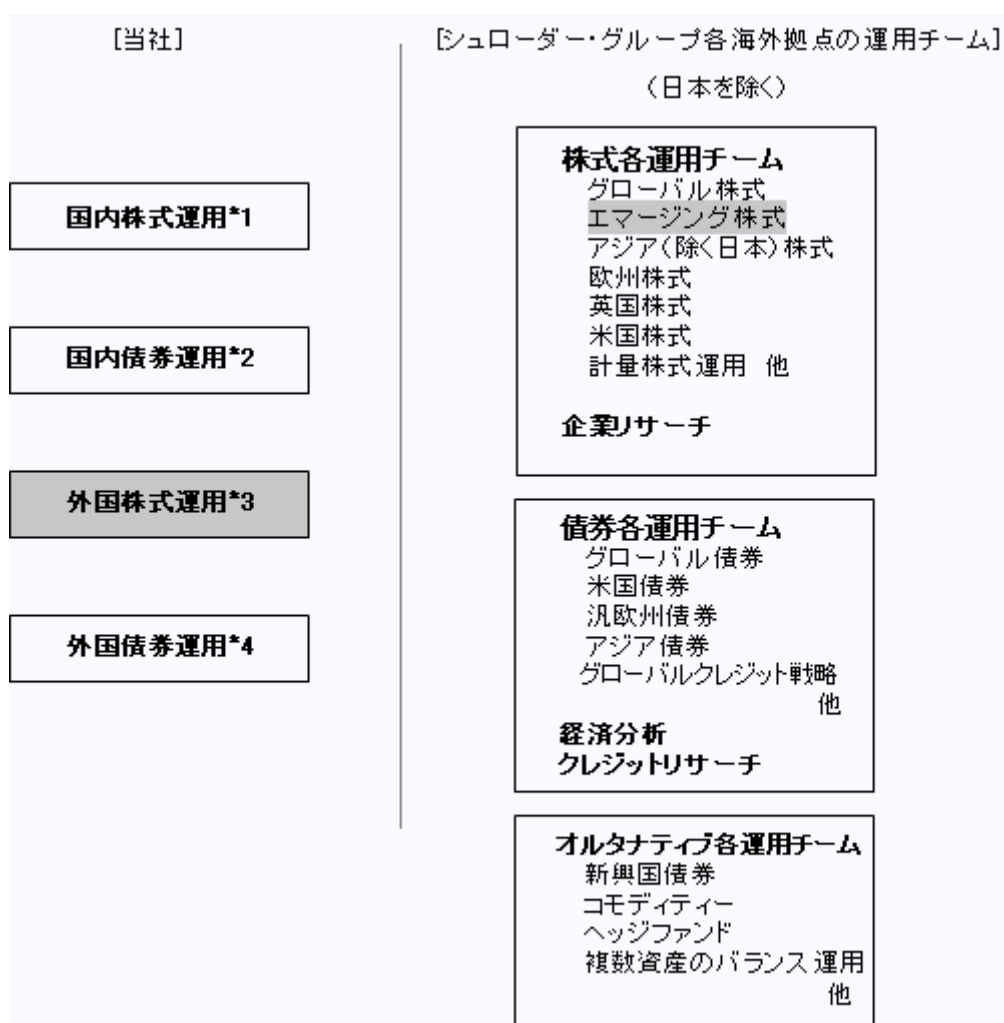 [当社]
[シュローダー・グループ各海外拠点の運用チーム]
（日本を除く）
国内株式運用*1
国内債券運用*2
外国株式運用*3
外国債券運用*4
株式各運用チーム
グローバル株式
エマージング株式
アジア（除く日本）株式
欧州株式
英国株式
米国株式
計量株式運用 他
企業リサーチ
債券各運用チーム
グローバル債券
米国債券
汎欧州債券
アジア債券
グローバルクレジット戦略
他
経済分析
クレジットリサーチ
オルタナティブ各運用チーム
新興国債券
コモディティー
ヘッジファンド
複数資産のバランス運用
他